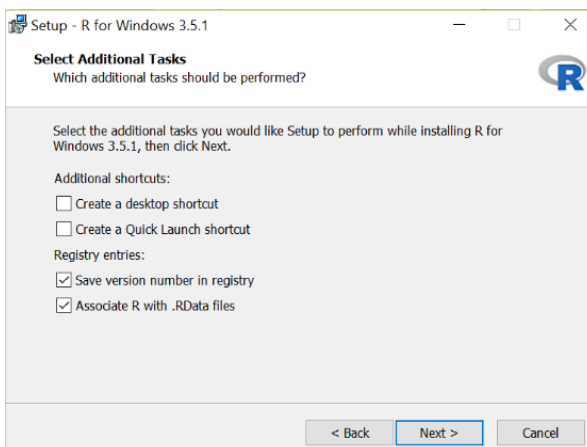 Setup - R for Windows 3.5.1
Select Additional Tasks
Which additional tasks should be performed?
R
Select the additional tasks you would like Setup to perform while installing R for
Windows 3.5.1, then click Next.
Additional shortcuts:
Create a desktop shortcut
Create a Quick Launch shortcut
Registry entries:
Save version number in registry
Associate R with .RData files
< Back Next > Cancel